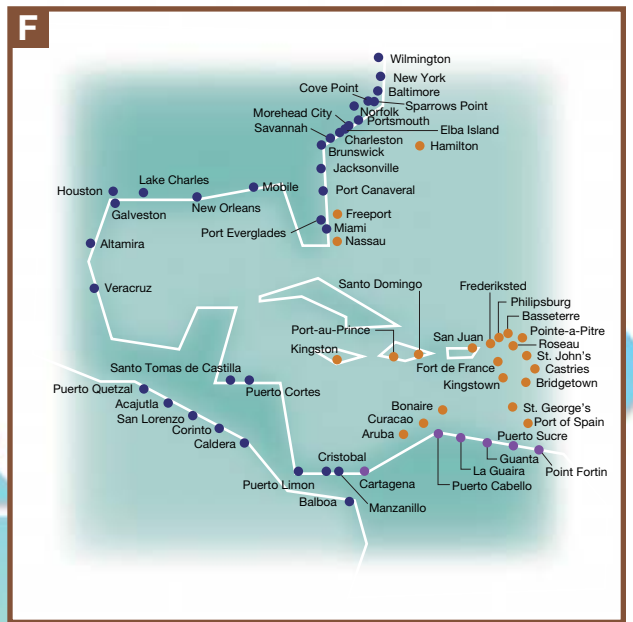 F
Wilmington
New York
Baltimore
Cove Point
Sparrows Point
Norfolk
Morehead City
Portsmouth
Savannah
Elba Island
Charleston
Hamilton
Brunswick
Jacksonville
Lake Charles
Mobile
Houston
Port Canaveral
New Orleans
Galveston
Freeport
Port Everglades
Miami
Altamira
Nassau
Veracruz
Santo Domingo
Frederiksted
Philipsburg
Basseterre
Port-au-Prince
San Juan
Pointe-a-Pitre
Kingston
Roseau
St. John's
Santo Tomas de Castilla
Fort de France
Castries
Puerto Quetzal
Kingstown
Bridgetown
Puerto Cortes
Acajutla
Bonaire
St. George's
San Lorenzo
Curacao
Port of Spain
Corinto
Aruba
Puerto Sucre
Caldera
Cristobal
Guanta
La Guaira
Point Fortin
Puerto Limon
Cartagena
Puerto Cabello
Balboa
Manzanillo